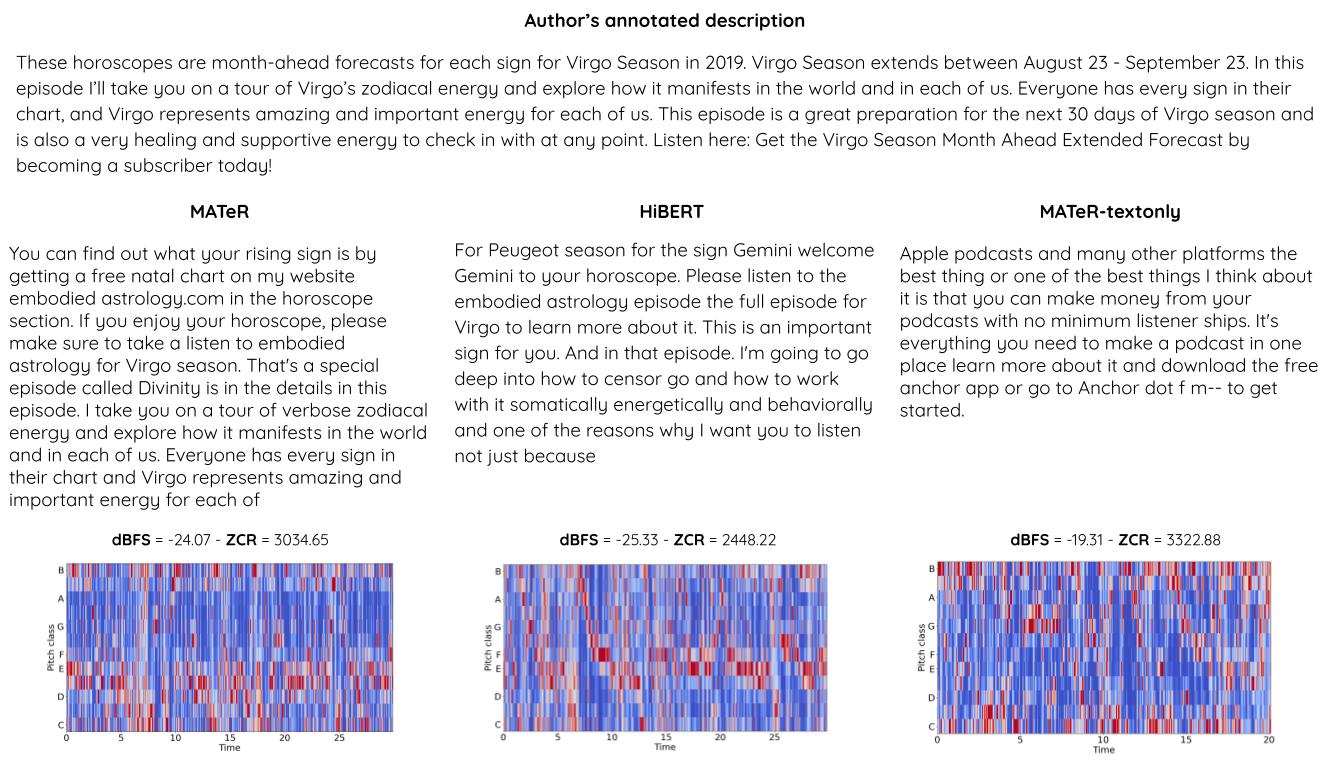 Author's annotated description
These horoscopes are month-ahead forecasts for each sign for Virgo Season in 2019. Virgo Season extends between August 23 - September 23. In this
episode I'll take you on a tour of Virgo's zodiacal energy and explore how it manifests in the world and in each of us. Everyone has every sign in their
chart, and Virgo represents amazing and important energy for each of us. This episode is a great preparation for the next 30 days of Virgo season and
is also a very healing and supportive energy to check in with at any point. Listen here: Get the Virgo Season Month Ahead Extended Forecast by
becoming a subscriber today!
MATeR
You can find out what your rising sign is by
getting a free natal chart on my website
embodied astrology.com in the horoscope
section. If you enjoy your horoscope, please
make sure to take a listen to embodied
astrology for Virgo season. That's a special
episode called Divinity is in the details in this
episode. I take you on a tour of verbose zodiacal
energy and explore how it manifests in the world
and in each of us. Everyone has every sign in
their chart and Virgo represents amazing and
important energy for each of
dBFS = -24.07 - ZCR = 3034.65
B
A
G
F
E
D
C
Pitch class
0 5 10 15 20 25
Time
HiBERT
For Peugeot season for the sign Gemini welcome
Gemini to your horoscope. Please listen to the
embodied astrology episode the full episode for
Virgo to learn more about it. This is an important
sign for you. And in that episode. I'm going to go
deep into how to censor go and how to work
with it somatically energetically and behaviorally
and one of the reasons why I want you to listen
not just because
dBFS = -25.33 - ZCR = 2448.22
B
A
G
F
E
D
C
Pitch class
0 5 10 15 20 25
Time
MATeR-textonly
Apple podcasts and many other platforms the
best thing or one of the best things I think about
it is that you can make money from your
podcasts with no minimum listener ships. It's
everything you need to make a podcast in one
place learn more about it and download the free
anchor app or go to Anchor dot f m-- to get
started.
dBFS = -19.31 - ZCR = 3322.88
B
A
G
F
E
D
C
Pitch class
0 5 10 15 20
Time